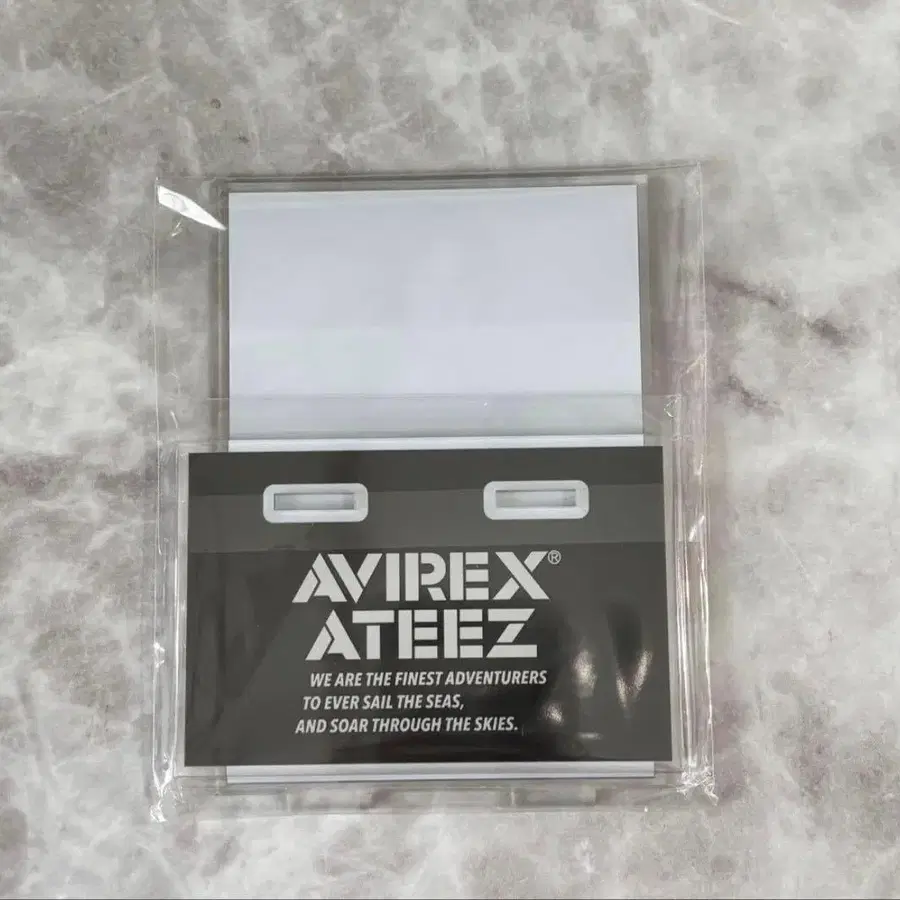 AVIREX®
ATEEZ
WE ARE THE FINEST ADVENTURERS
TO EVER SAIL THE SEAS,
AND SOAR THROUGH THE SKIES.